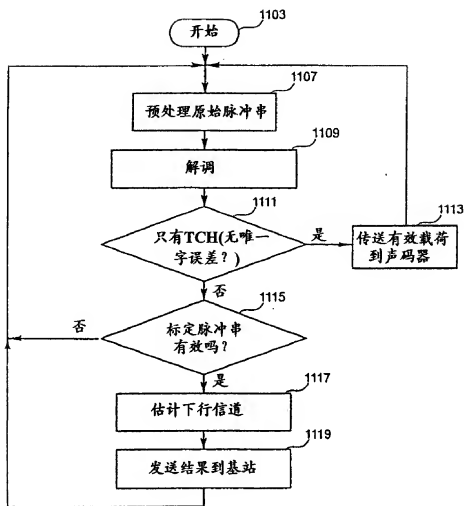 开始
1103
1107
预处理原始脉冲串
1109
解调
1111
只有TCH(无唯一
字误差?)
是
1113
传送有效载荷
到声码器
否
1115
标定脉冲串
有效吗?
否
是
1117
估计下行信道
1119
发送结果到基站